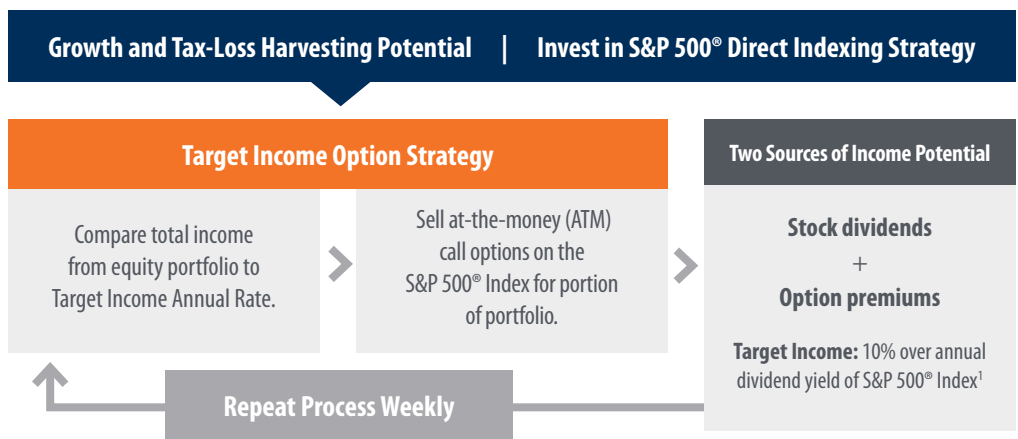 Growth and Tax-Loss Harvesting Potential | Invest in S&P 500® Direct Indexing Strategy
Target Income Option Strategy
Compare total income
from equity portfolio to
Target Income Annual Rate.
Sell at-the-money (ATM)
call options on the
S&P 500® Index for portion
of portfolio.
Two Sources of Income Potential
Stock dividends
+
Option premiums
Target Income: 10% over annual
dividend yield of S&P 500® Index¹
Repeat Process Weekly